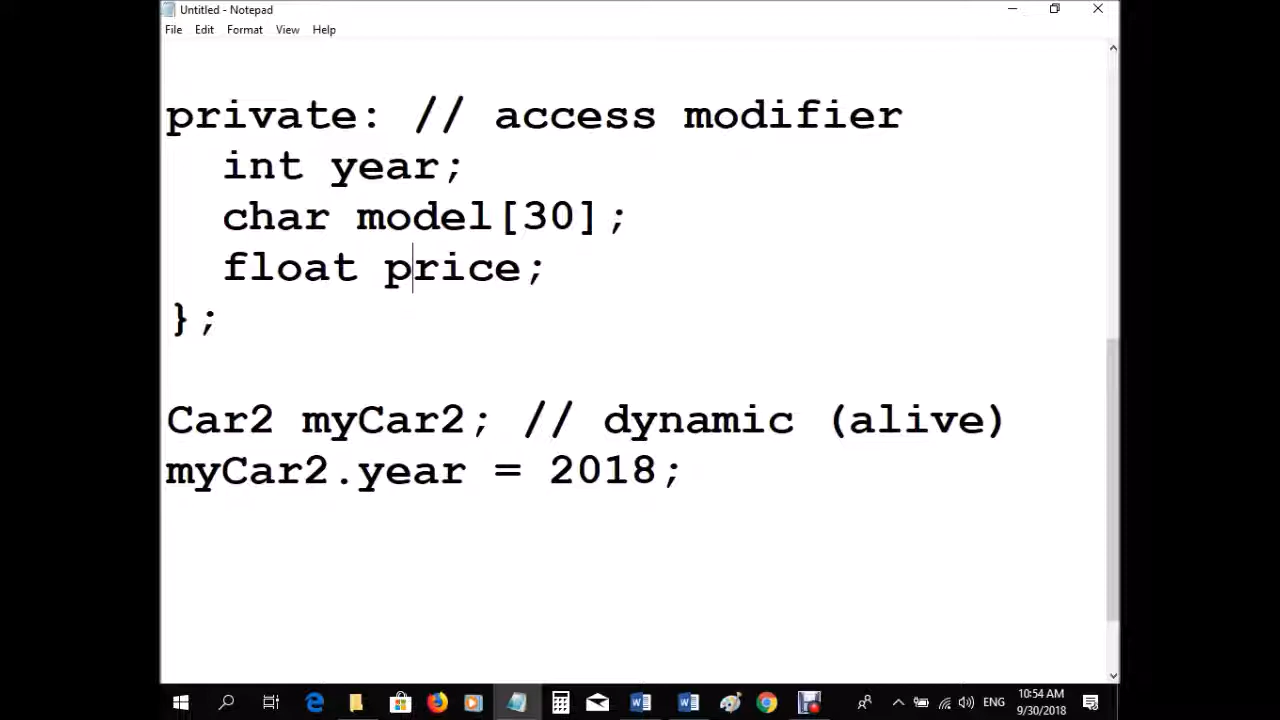 Untitled - Notepad
File Edit Format View Help
private: // access modifier
int year;
char model[30];
float price;
};
Car2 myCar2; // dynamic (alive)
myCar2.year = 2018;
ENG
10:54 AM
9/30/2018